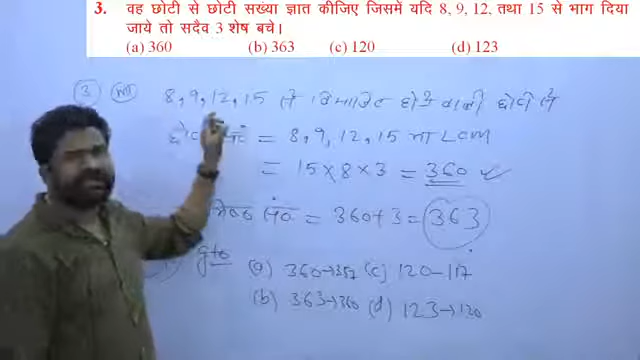 3. वह छोटी से छोटी सख्या ज्ञात कीजिए जिसमें यदि 8, 9, 12, तथा 15 से भाग दिया
जाये तो सदैव 3 शेष बचे।
(a) 360 (b) 363 (c) 120 (d) 123
3 8, 9, 12, 15 से विभाजित होने वाली छोटी से
= 8, 9, 12, 15 का LCM
= 15 × 8 × 3 = 360 ✓
= 360 + 3 = 363
(a) 360→357 (c) 120–117
(b) 363→360 (d) 123→120